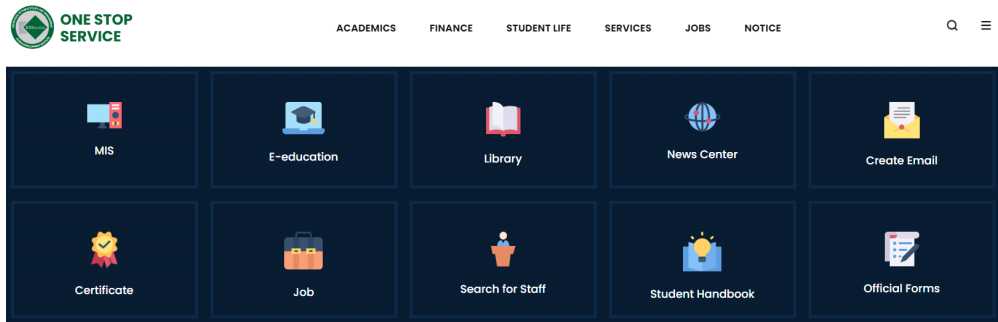 ONE STOP
SERVICE
ACADEMICS FINANCE STUDENT LIFE SERVICES JOBS NOTICE
MIS E-education Library News Center Create Email
Certificate Job Search for Staff Student Handbook Official Forms